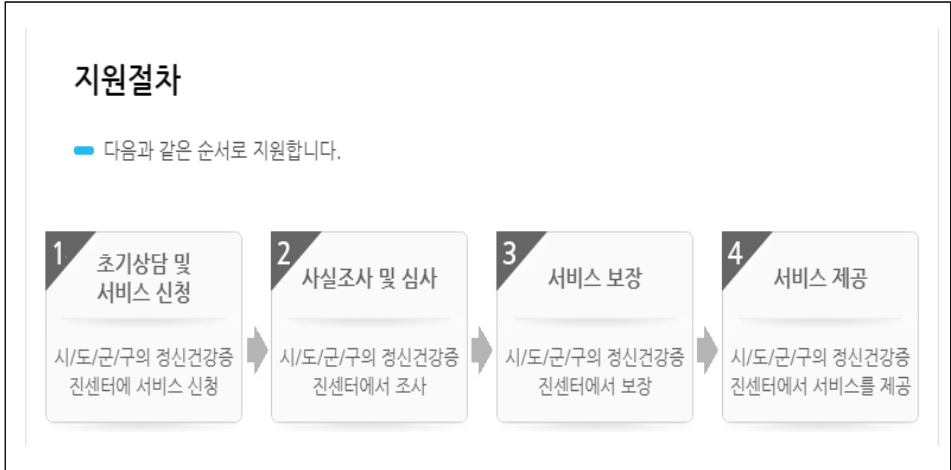 지원절차
다음과 같은 순서로 지원합니다.
1
초기상담 및
서비스 신청
시/도/군/구의 정신건강증
진센터에 서비스 신청
2
사실조사 및 심사
시/도/군/구의 정신건강증
진센터에서 조사
3
서비스 보장
시/도/군/구의 정신건강증
진센터에서 보장
4
서비스 제공
시/도/군/구의 정신건강증
진센터에서 서비스를 제공